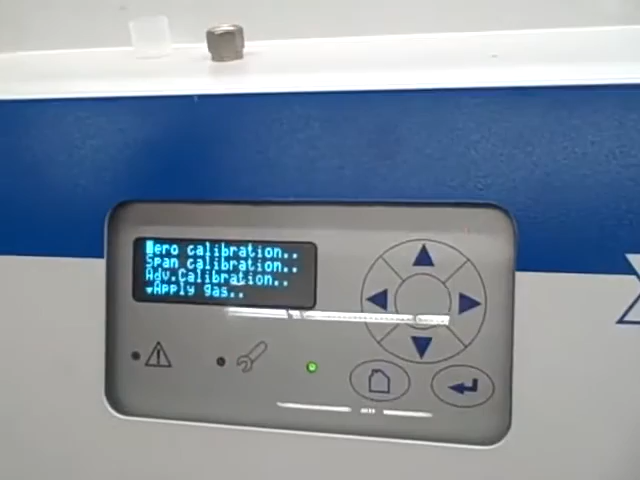 Zero calibration..
Span calibration..
Adv.Calibration..
▾Apply gas..